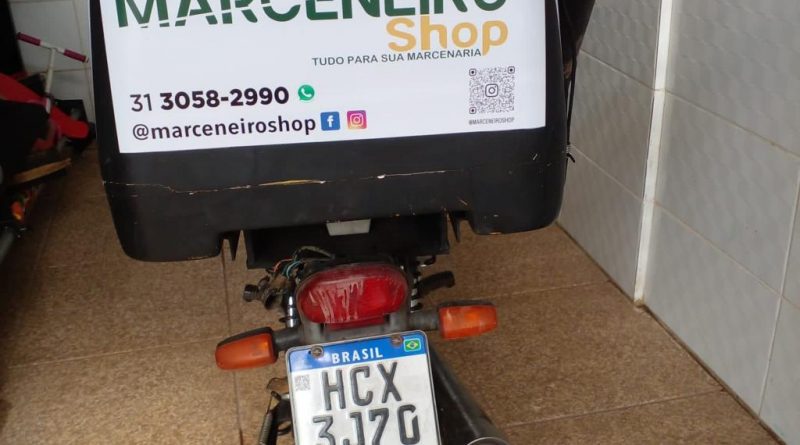 MARCENEIRO
Shop
TUDO PARA SUA MARCENARIA
31 3058-2990
@marceneiroshop
@MARCENEIROSHOP
BRASIL
HCX
3J70